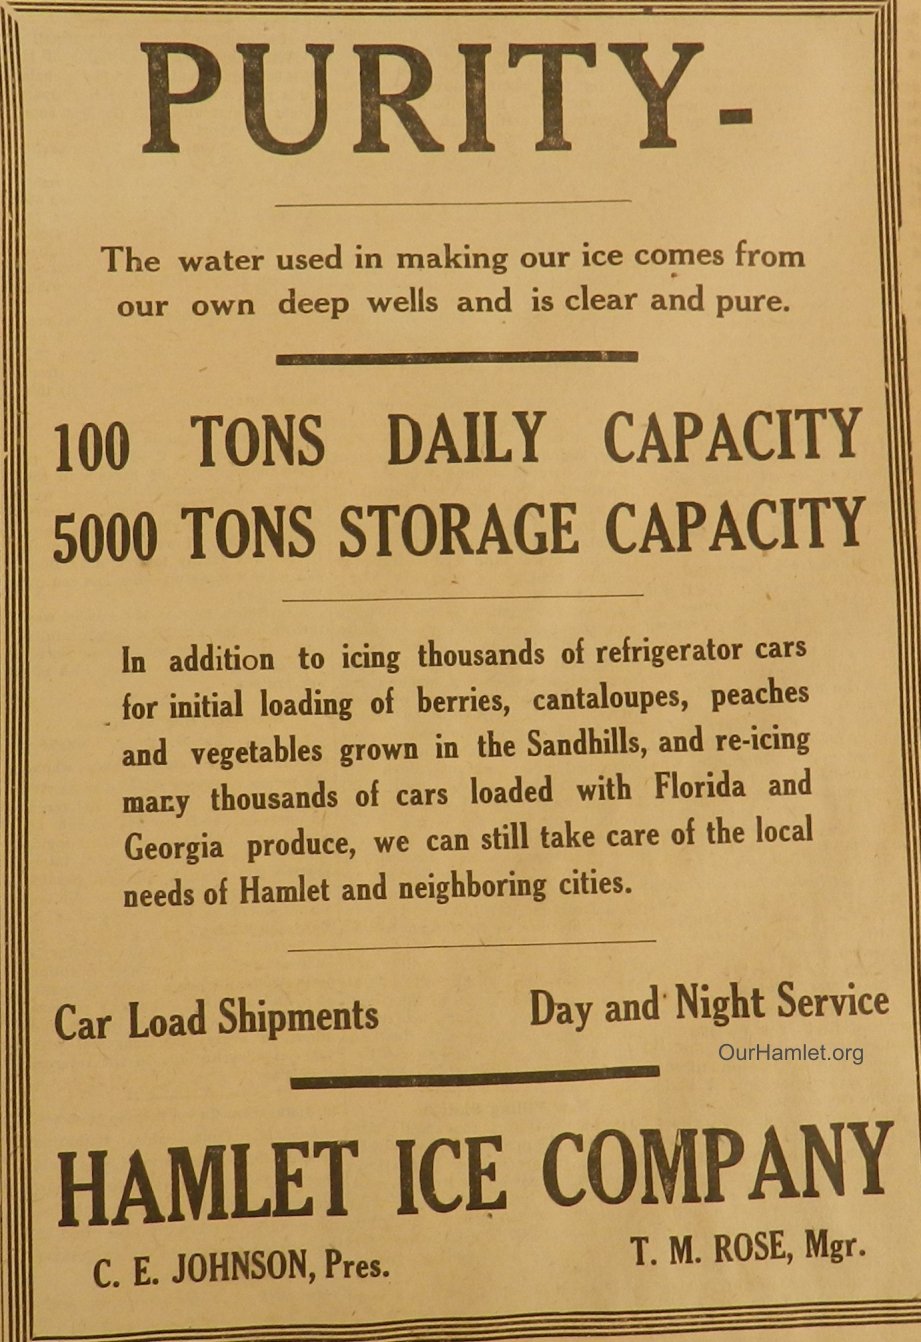 PURITY-
The water used in making our ice comes from
our own deep wells and is clear and pure.
100 TONS DAILY CAPACITY
5000 TONS STORAGE CAPACITY
In addition to icing thousands of refrigerator cars
for initial loading of berries, cantaloupes, peaches
and vegetables grown in the Sandhills, and re-icing
many thousands of cars loaded with Florida and
Georgia produce, we can still take care of the local
needs of Hamlet and neighboring cities.
Car Load Shipments Day and Night Service
OurHamlet.org
HAMLET ICE COMPANY
C. E. JOHNSON, Pres. T. M. ROSE, Mgr.